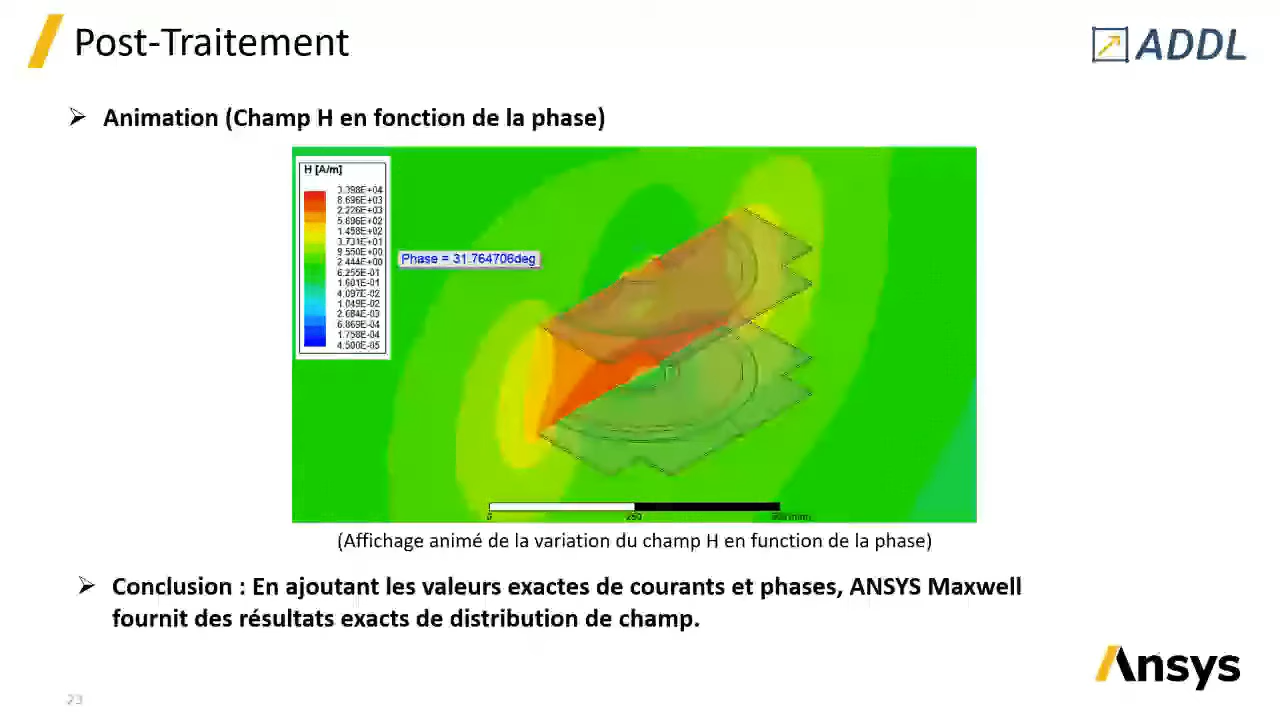 Post-Traitement
ADDL
Animation (Champ H en fonction de la phase)
H [A/m]
3.398E+04
8.696E+03
2.226E+03
5.696E+02
1.458E+02
3.731E+01
9.550E+00
2.444E+00
6.255E-01
1.601E-01
4.097E-02
1.049E-02
2.684E-03
6.869E-04
1.758E-04
4.500E-05
Phase = 31.764706deg
0 250
(Affichage animé de la variation du champ H en function de la phase)
Conclusion : En ajoutant les valeurs exactes de courants et phases, ANSYS Maxwell
fournit des résultats exacts de distribution de champ.
Ansys
23